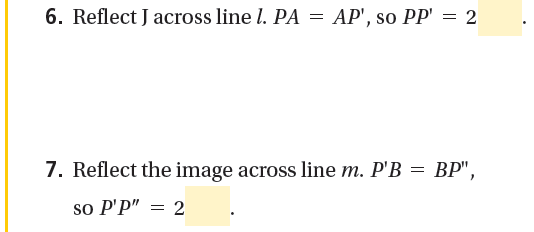 6. Reflect J across line l. PA = AP', so PP' = 2 .
7. Reflect the image across line m. P'B = BP",
so P'P" = 2 .